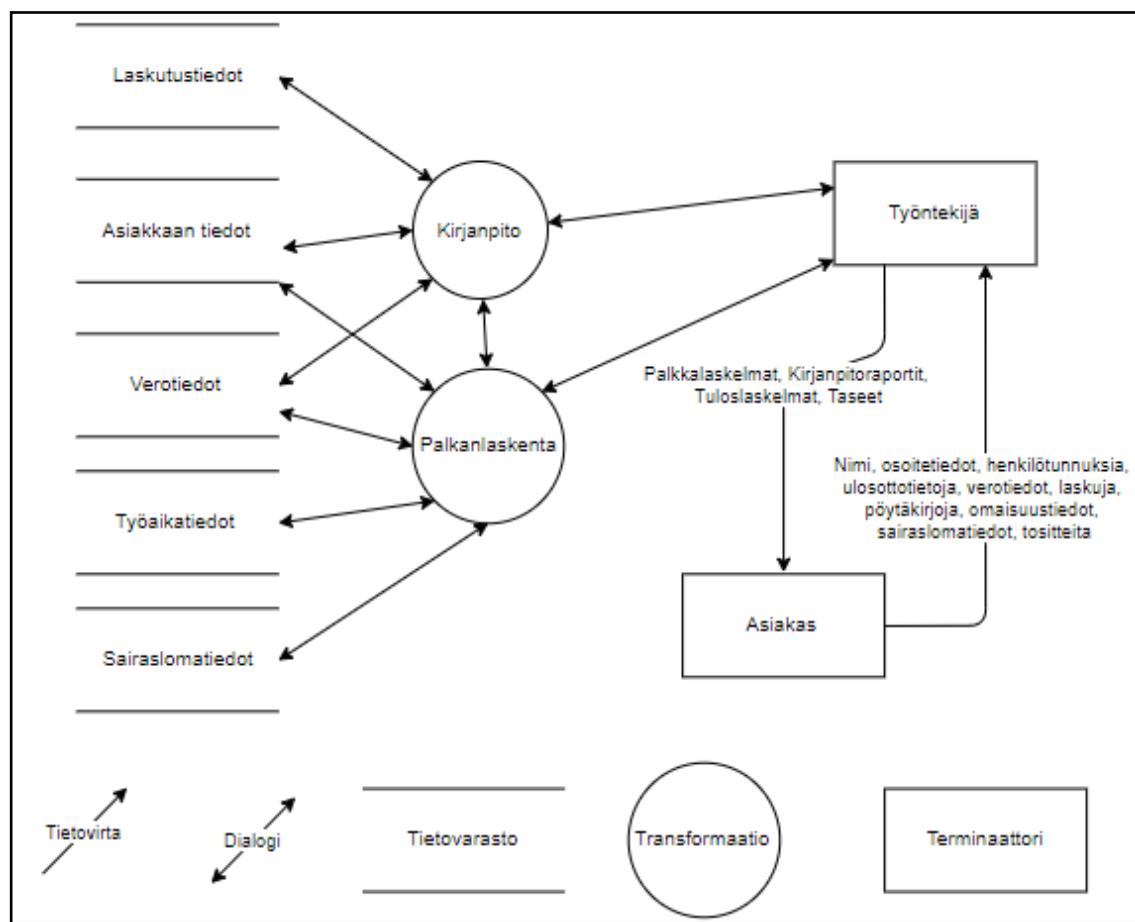 Laskutustiedot
Asiakkaan tiedot
Kirjanpito
Työntekijä
Verotiedot
Palkkalaskelmat, Kirjanpitoraportit,
Tuloslaskelmat, Taseet
Palkanlaskenta
Nimi, osoitetiedot, henkilötunnuksia,
ulosottotietoja, verotiedot, laskuja,
pöytäkirjoja, omaisuustiedot,
sairaslomatiedot, tositteita
Työaikatiedot
Asiakas
Sairaslomatiedot
Tietovirta
Dialogi
Tietovarasto
Transformaatio
Terminaattori